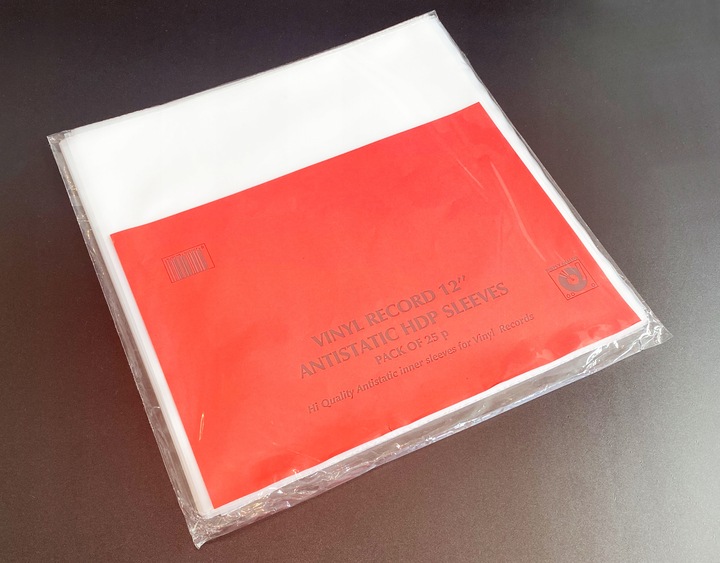 VINYL RECORD 12"
ANTISTATIC HDP SLEEVES
PACK OF 25 p
Hi Quality Antistatic inner sleeves for Vinyl Records